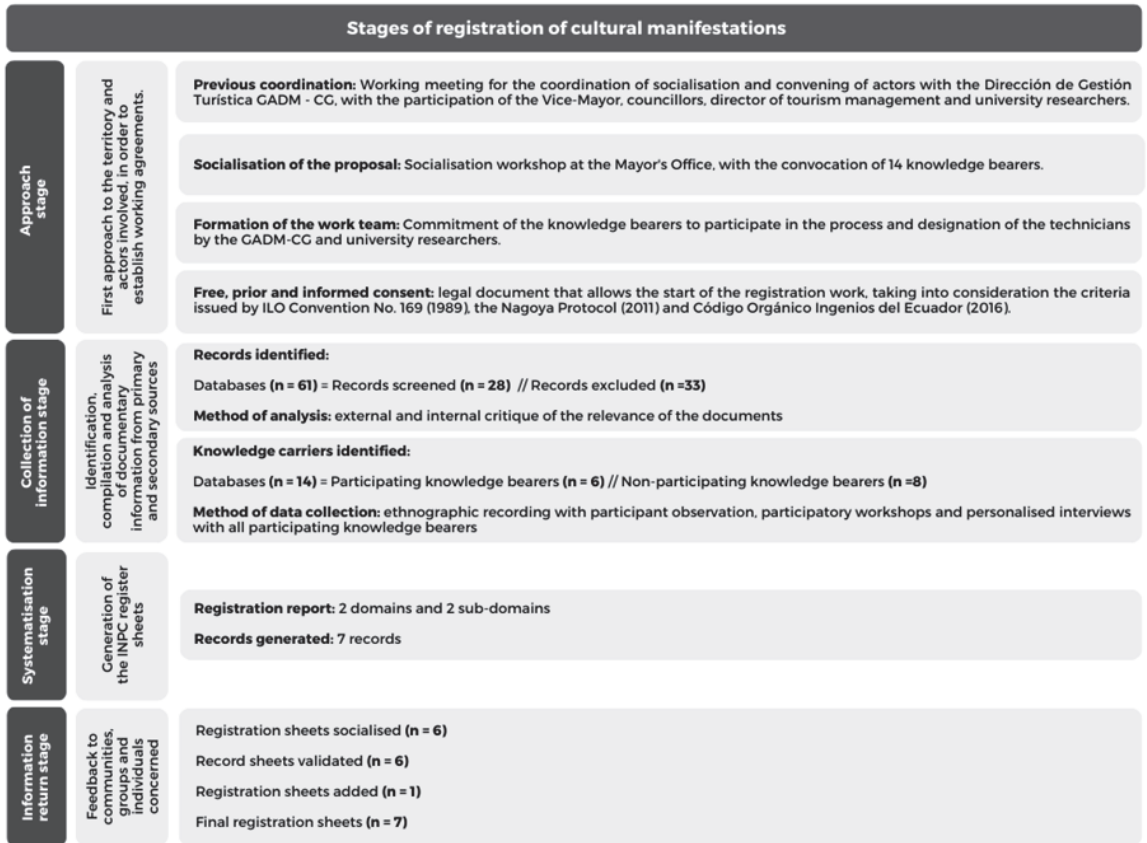 Stages of registration of cultural manifestations
Approach
stage
First approach to the territory and
actors involved, in order to
establish working agreements.
Previous coordination: Working meeting for the coordination of socialisation and convening of actors with the Dirección de Gestión
Turística GADM - CG, with the participation of the Vice-Mayor, councillors, director of tourism management and university researchers.
Socialisation of the proposal: Socialisation workshop at the Mayor's Office, with the convocation of 14 knowledge bearers.
Formation of the work team: Commitment of the knowledge bearers to participate in the process and designation of the technicians
by the GADM-CG and university researchers.
Free, prior and informed consent: legal document that allows the start of the registration work, taking into consideration the criteria
issued by ILO Convention No. 169 (1989), the Nagoya Protocol (2011) and Código Orgánico Ingenios del Ecuador (2016).
Collection of
information stage
Identification,
compilation and analysis
of documentary
information from primary
and secondary sources
Records identified:
Databases (n = 61) = Records screened (n = 28) // Records excluded (n =33)
Method of analysis: external and internal critique of the relevance of the documents
Knowledge carriers identified:
Databases (n = 14) = Participating knowledge bearers (n = 6) // Non-participating knowledge bearers (n =8)
Method of data collection: ethnographic recording with participant observation, participatory workshops and personalised interviews
with all participating knowledge bearers
Systematisation
stage
Generation of
the INPC register
sheets
Registration report: 2 domains and 2 sub-domains
Records generated: 7 records
Information
return stage
Feedback to
communities,
groups and
individuals
concerned
Registration sheets socialised (n = 6)
Record sheets validated (n = 6)
Registration sheets added (n = 1)
Final registration sheets (n = 7)